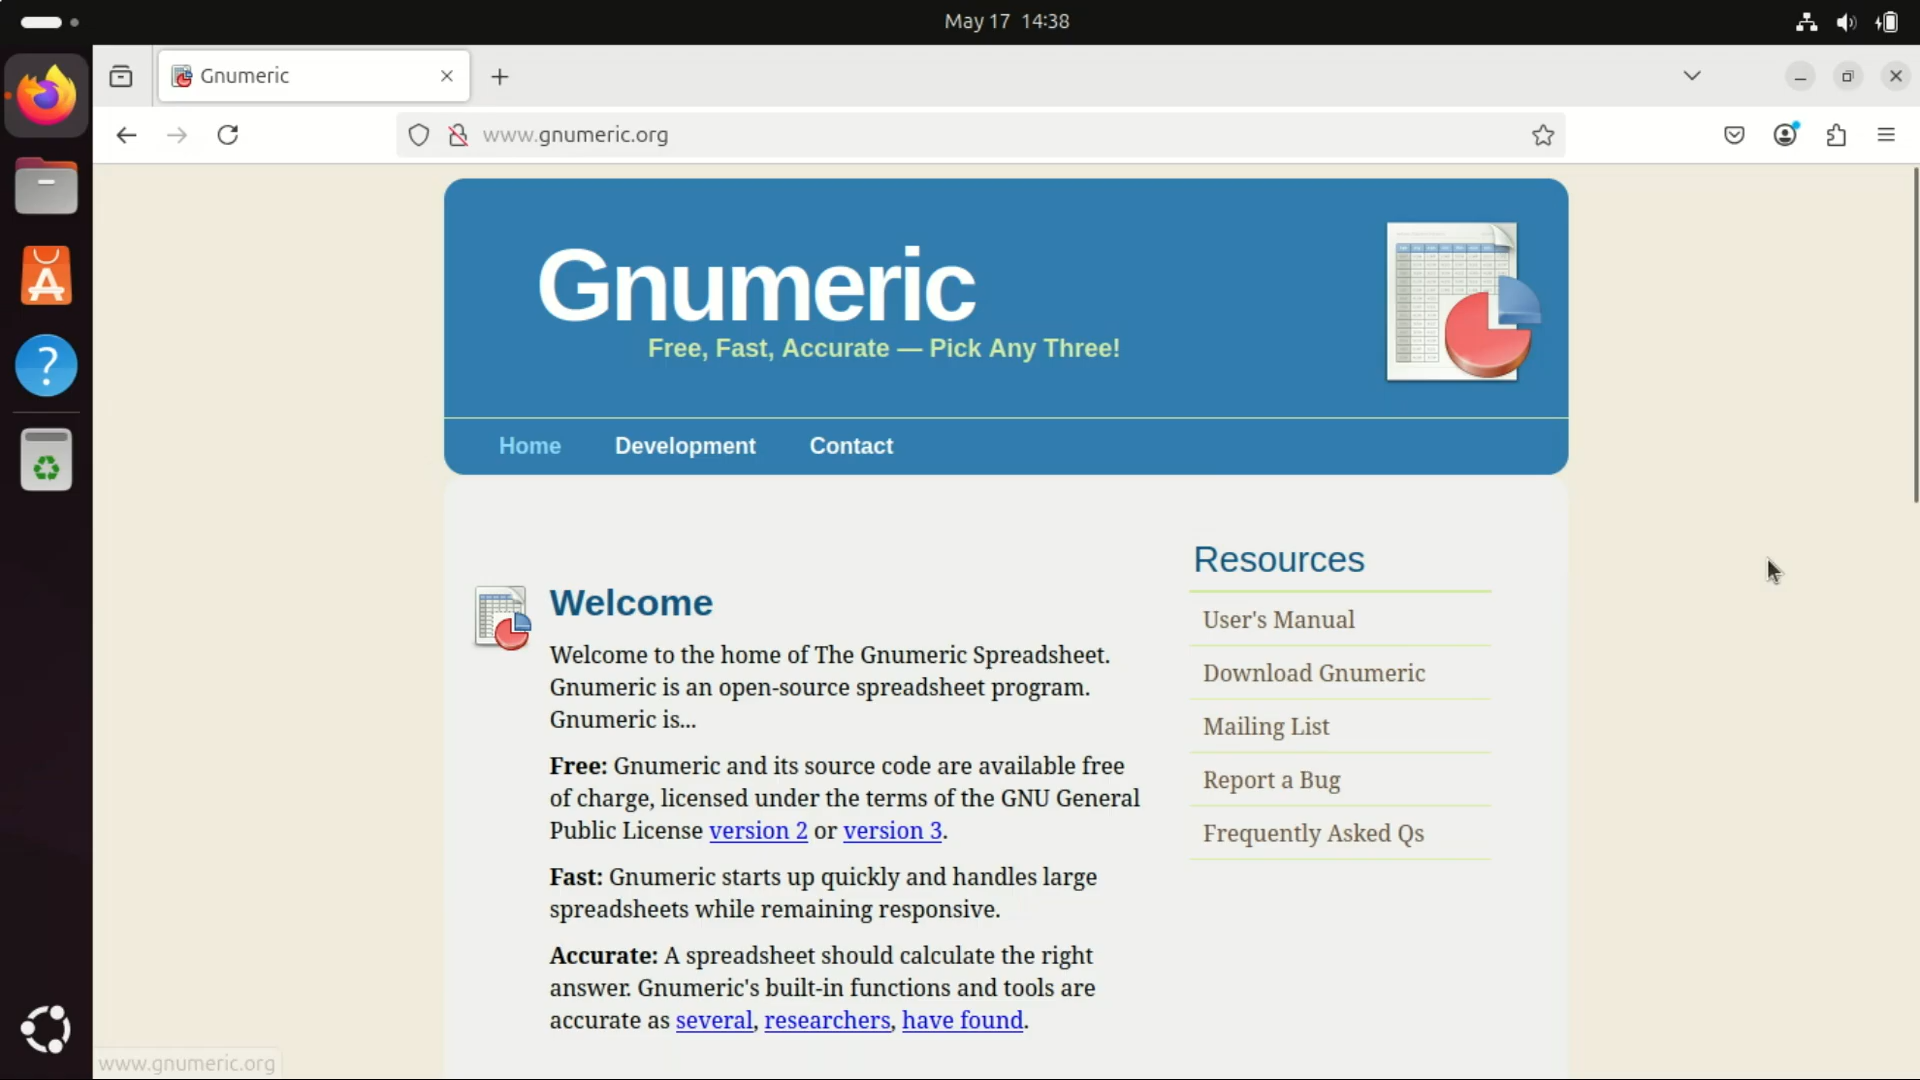 May 17 14:38
Gnumeric
www.gnumeric.org
Gnumeric
Free, Fast, Accurate — Pick Any Three!
Home Development Contact
Welcome
Welcome to the home of The Gnumeric Spreadsheet.
Gnumeric is an open-source spreadsheet program.
Gnumeric is...
Free: Gnumeric and its source code are available free
of charge, licensed under the terms of the GNU General
Public License version 2 or version 3.
Fast: Gnumeric starts up quickly and handles large
spreadsheets while remaining responsive.
Accurate: A spreadsheet should calculate the right
answer. Gnumeric's built-in functions and tools are
accurate as several, researchers, have found.
Resources
User's Manual
Download Gnumeric
Mailing List
Report a Bug
Frequently Asked Qs
www.gnumeric.org